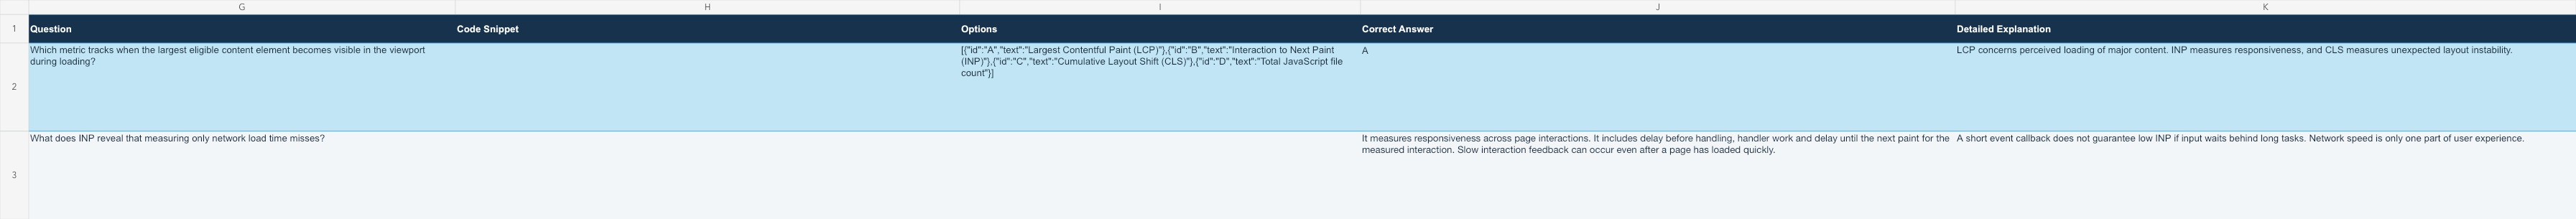 G H I J K
1 Question Code Snippet Options Correct Answer Detailed Explanation
2
Which metric tracks when the largest eligible content element becomes visible in the viewport
during loading?
[{"id":"A","text":"Largest Contentful Paint (LCP)"},{"id":"B","text":"Interaction to Next Paint
(INP)"},{"id":"C","text":"Cumulative Layout Shift (CLS)"},{"id":"D","text":"Total JavaScript file
count"}]
A
LCP concerns perceived loading of major content. INP measures responsiveness, and CLS measures unexpected layout instability.
3
What does INP reveal that measuring only network load time misses?
It measures responsiveness across page interactions. It includes delay before handling, handler work and delay until the next paint for the
measured interaction. Slow interaction feedback can occur even after a page has loaded quickly.
A short event callback does not guarantee low INP if input waits behind long tasks. Network speed is only one part of user experience.